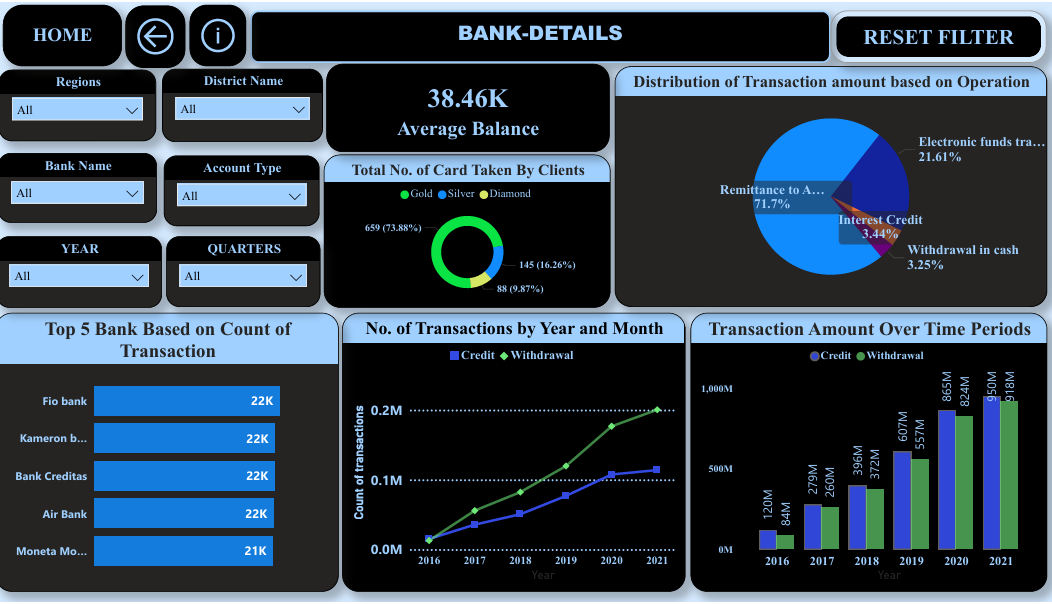 HOME
BANK-DETAILS
RESET FILTER
Regions
All
District Name
All
Bank Name
All
Account Type
All
YEAR
All
QUARTERS
All
38.46K
Average Balance
Total No. of Card Taken By Clients
Gold Silver Diamond
659 (73.88%)
145 (16.26%)
88 (9.87%)
Distribution of Transaction amount based on Operation
Electronic funds tra...
21.61%
Remittance to A...
71.7%
Interest Credit
3.44%
Withdrawal in cash
3.25%
Top 5 Bank Based on Count of
Transaction
Fio bank 22K
Kameron b... 22K
Bank Creditas 22K
Air Bank 22K
Moneta Mo... 21K
No. of Transactions by Year and Month
Credit Withdrawal
Count of transactions
0.2M
0.1M
0.0M
2016 2017 2018 2019 2020 2021
Year
Transaction Amount Over Time Periods
Credit Withdrawal
1,000M
500M
0M
120M 84M 279M 260M 396M 372M 607M 557M 865M 824M 950M 918M
2016 2017 2018 2019 2020 2021
Year